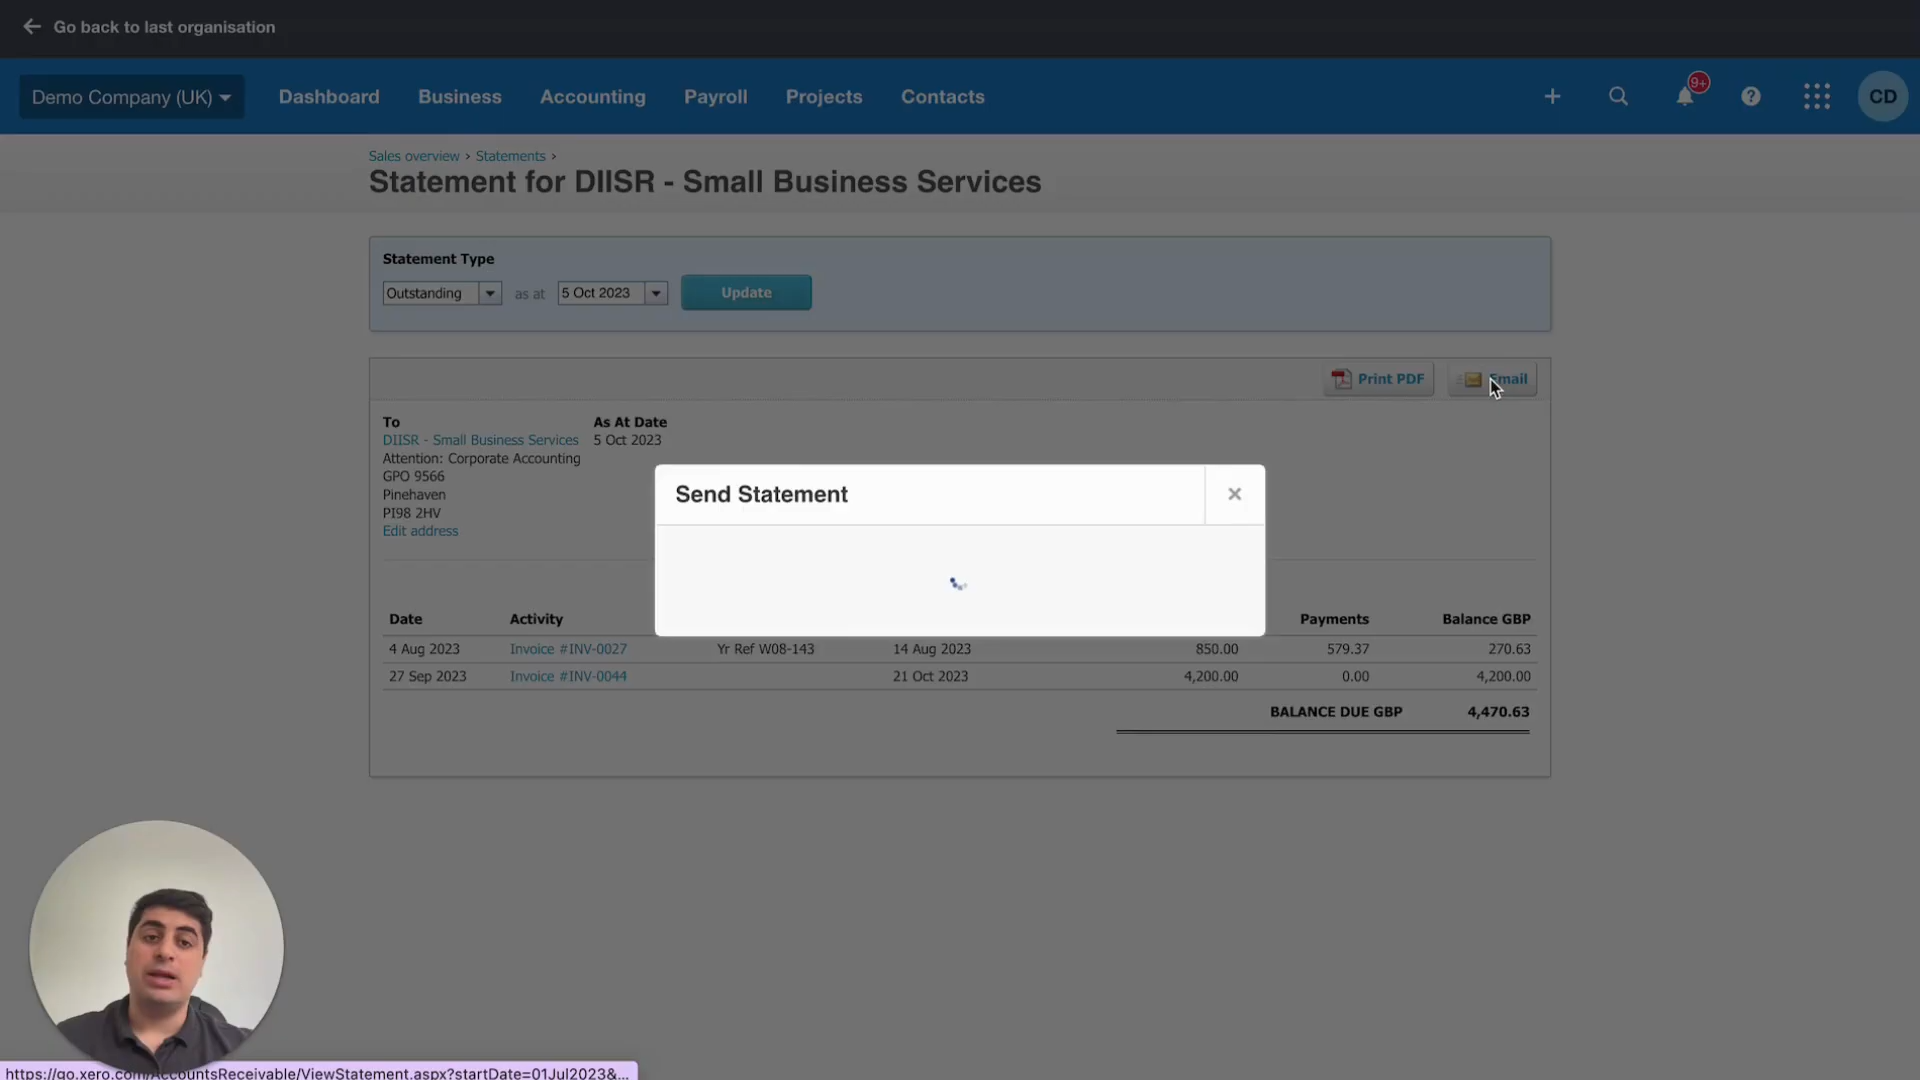 Go back to last organisation
Demo Company (UK) Dashboard Business Accounting Payroll Projects Contacts 9+ ? CD
Sales overview › Statements ›
Statement for DIISR - Small Business Services
Statement Type
Outstanding as at 5 Oct 2023 Update
Print PDF Email
To As At Date
DIISR - Small Business Services 5 Oct 2023
Attention: Corporate Accounting
GPO 9566
Pinehaven
PI98 2HV
Edit address
Send Statement ×
Date Activity Payments Balance GBP
4 Aug 2023 Invoice #INV-0027 Yr Ref W08-143 14 Aug 2023 850.00 579.37 270.63
27 Sep 2023 Invoice #INV-0044 21 Oct 2023 4,200.00 0.00 4,200.00
BALANCE DUE GBP 4,470.63
https://go.xero.com/AccountsReceivable/ViewStatement.aspx?startDate=01Jul2023&...